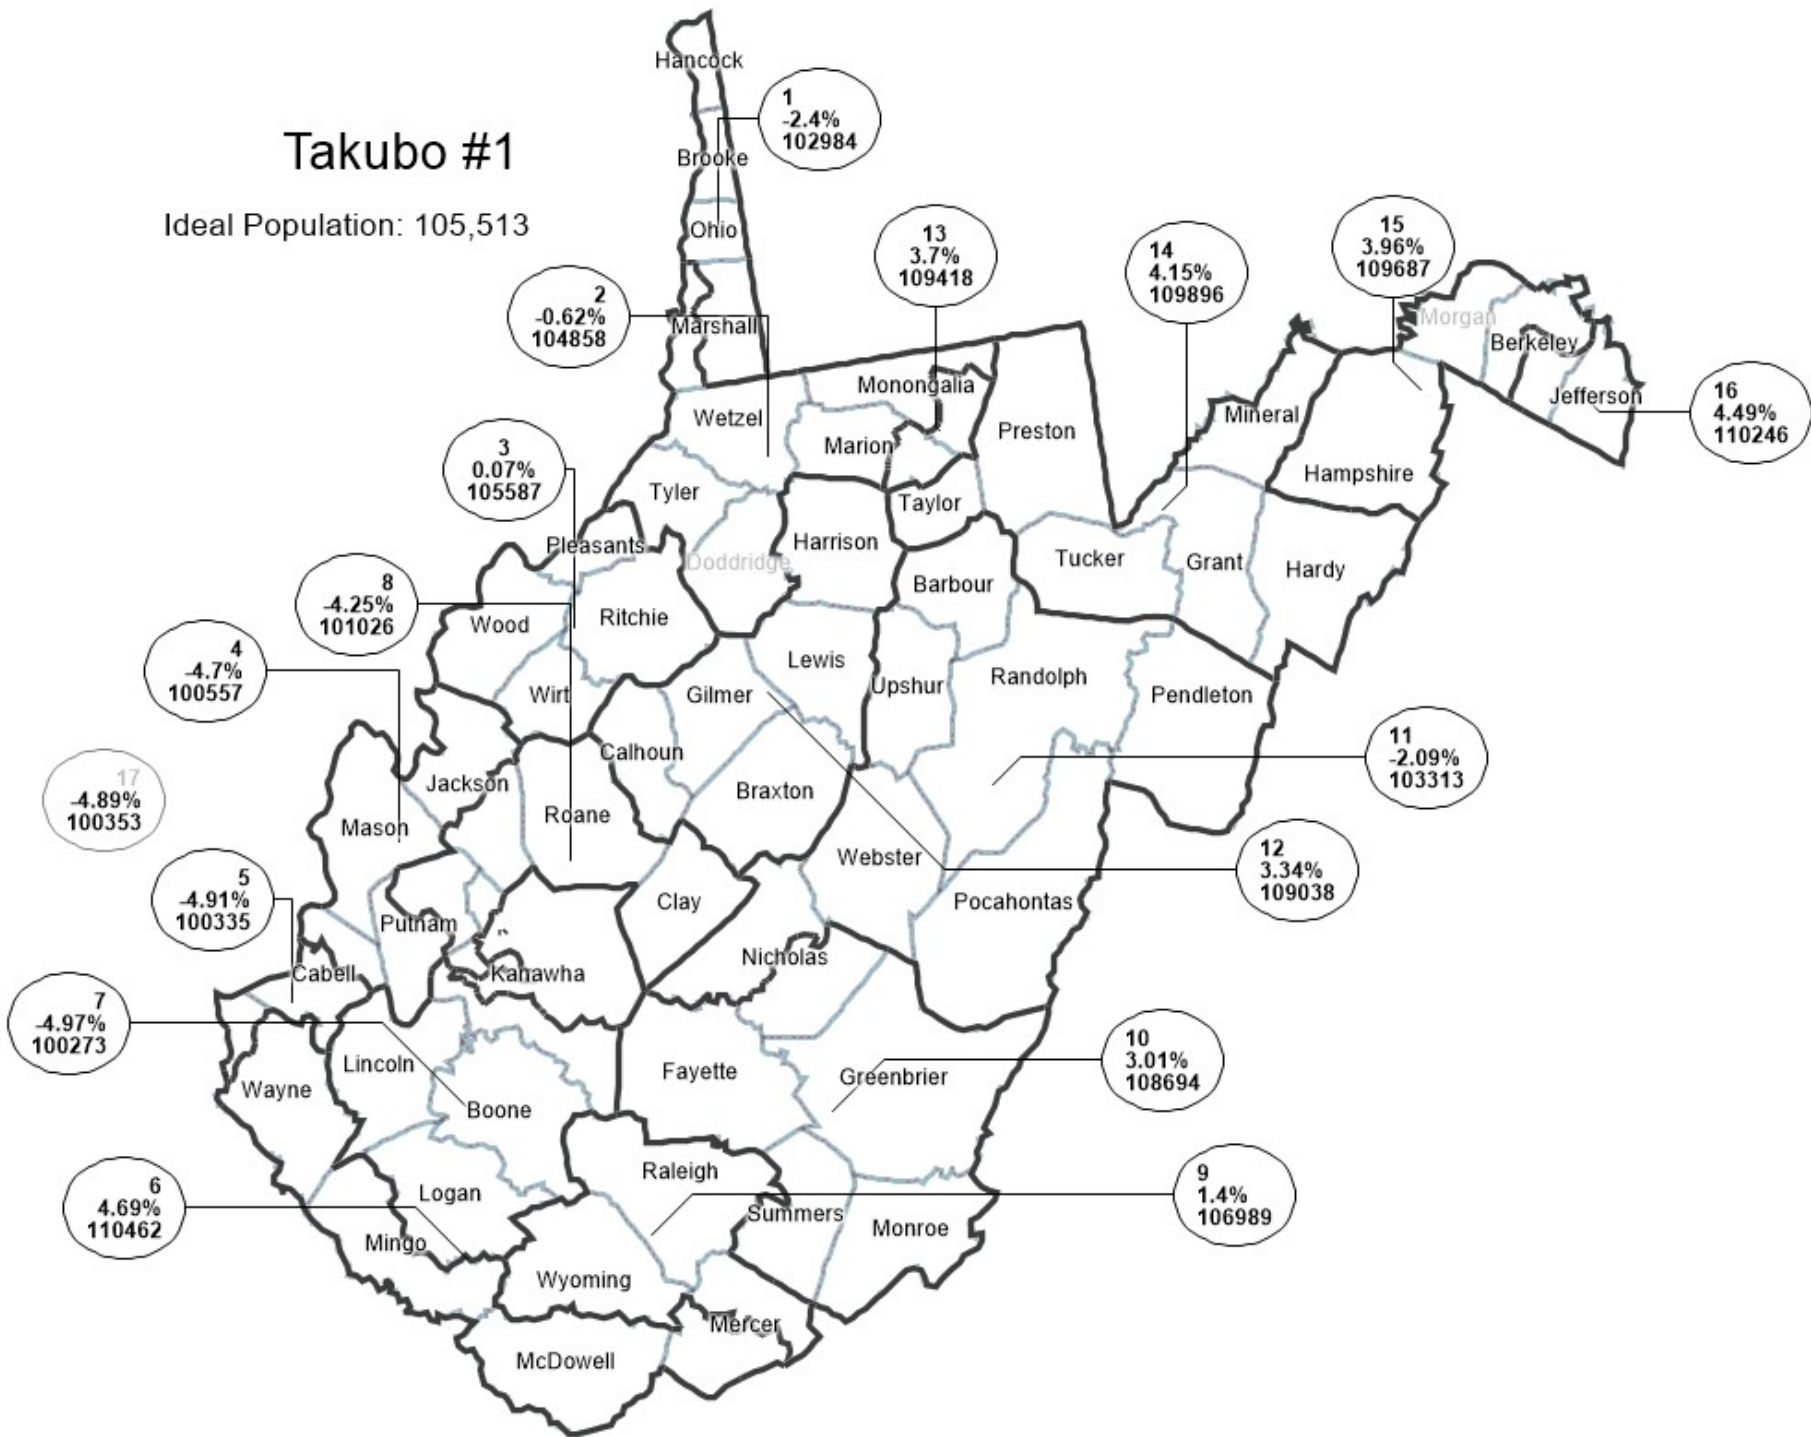 Hancock
1
-2.4%
102984
Takubo #1
Brooke
Ideal Population: 105,513
Ohio
13
3.7%
109418
14
4.15%
109896
15
3.96%
109687
2
-0.62%
104858
Marshall
Morgan
Berkeley
Jefferson
16
4.49%
110246
Monongalia
Wetzel
Marion
Preston
Mineral
3
0.07%
105587
Hampshire
Tyler
Taylor
Pleasants
Doddridge
Harrison
Tucker
Grant
Hardy
8
-4.25%
101026
Barbour
Wood
Ritchie
4
-4.7%
100557
Lewis
Wirt
Gilmer
Upshur
Randolph
Pendleton
17
-4.89%
100353
Calhoun
11
-2.09%
103313
Jackson
Mason
Roane
Braxton
12
3.34%
109038
Webster
5
-4.91%
100335
Clay
Pocahontas
Putnam
Nicholas
Cabell
Kanawha
7
-4.97%
100273
Lincoln
Wayne
Boone
Fayette
Greenbrier
10
3.01%
108694
6
4.69%
110462
Logan
Raleigh
9
1.4%
106989
Summers
Monroe
Mingo
Wyoming
Mercer
McDowell